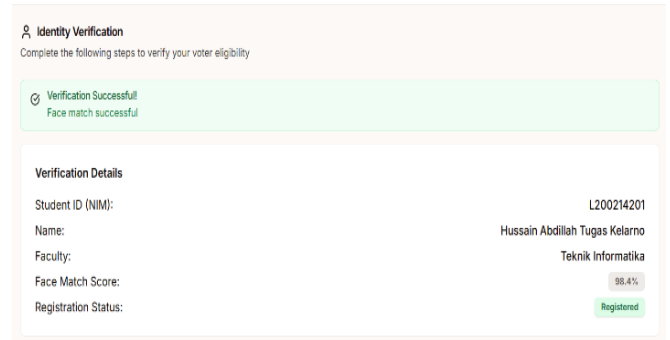 Identity Verification
Complete the following steps to verify your voter eligibility
Verification Successful!
Face match successful
Verification Details
Student ID (NIM): L200214201
Name: Hussain Abdillah Tugas Kelarno
Faculty: Teknik Informatika
Face Match Score: 98.4%
Registration Status: Registered